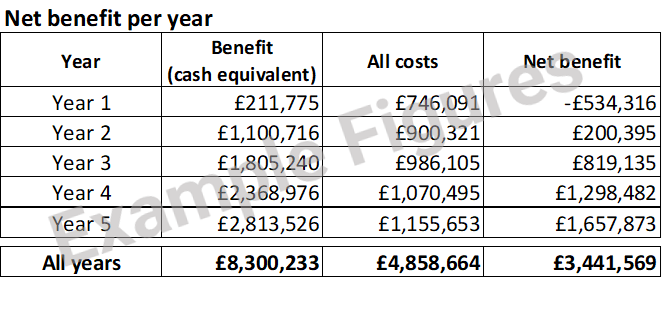 Net benefit per year
Year Benefit (cash equivalent) All costs Net benefit
Year 1 £211,775 £746,091 -£534,316
Year 2 £1,100,716 £900,321 £200,395
Year 3 £1,805,240 £986,105 £819,135
Year 4 £2,368,976 £1,070,495 £1,298,482
Year 5 £2,813,526 £1,155,653 £1,657,873
All years £8,300,233 £4,858,664 £3,441,569
Example Figures